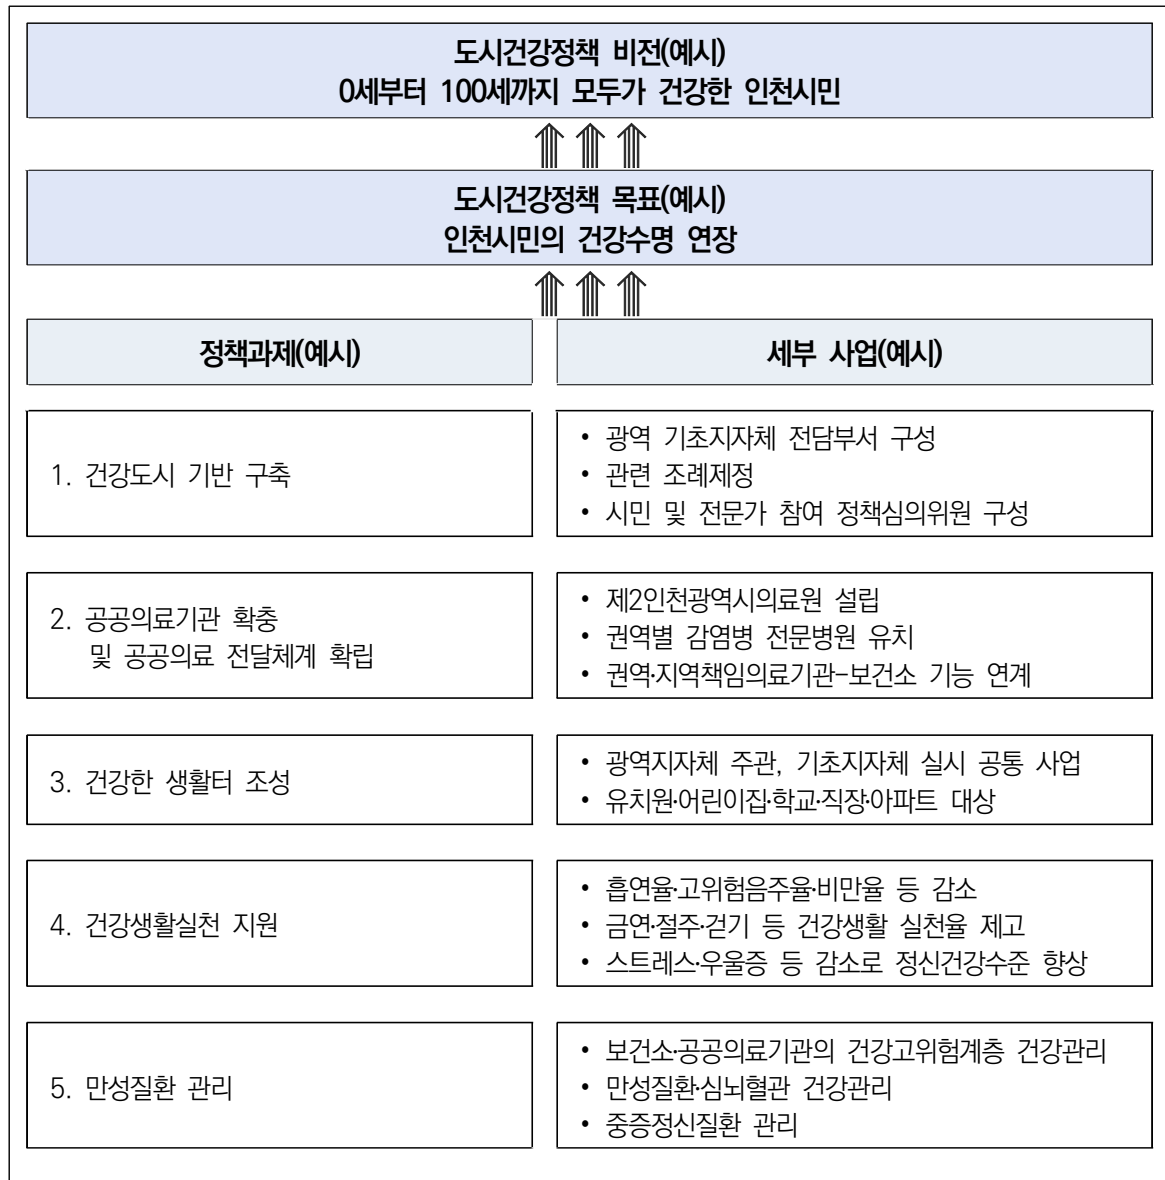 도시건강정책 비전(예시)
0세부터 100세까지 모두가 건강한 인천시민
도시건강정책 목표(예시)
인천시민의 건강수명 연장
정책과제(예시)
세부 사업(예시)
1. 건강도시 기반 구축
• 광역 기초지자체 전담부서 구성
• 관련 조례제정
• 시민 및 전문가 참여 정책심의위원 구성
2. 공공의료기관 확충
및 공공의료 전달체계 확립
• 제2인천광역시의료원 설립
• 권역별 감염병 전문병원 유치
• 권역·지역책임의료기관-보건소 기능 연계
3. 건강한 생활터 조성
• 광역지자체 주관, 기초지자체 실시 공통 사업
• 유치원·어린이집·학교·직장·아파트 대상
4. 건강생활실천 지원
• 흡연율·고위험음주율·비만율 등 감소
• 금연·절주·걷기 등 건강생활 실천율 제고
• 스트레스·우울증 등 감소로 정신건강수준 향상
5. 만성질환 관리
• 보건소·공공의료기관의 건강고위험계층 건강관리
• 만성질환·심뇌혈관 건강관리
• 중증정신질환 관리